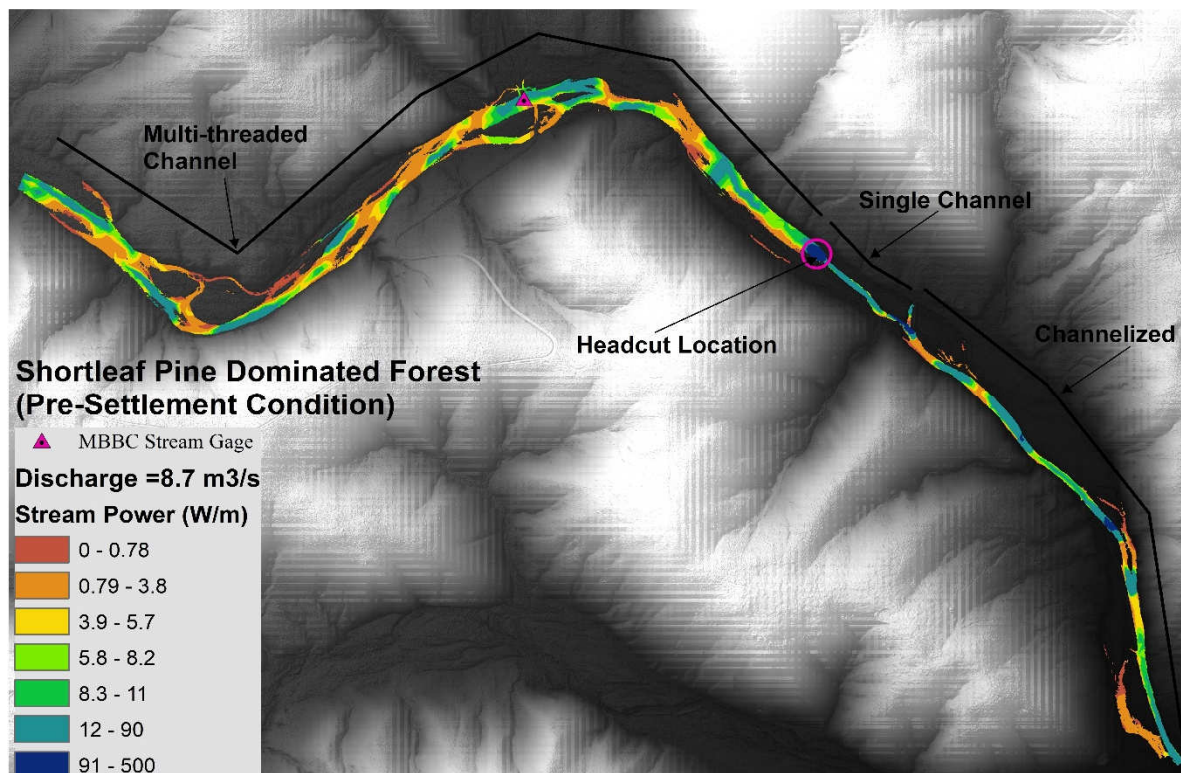 Multi-threaded
Channel
Single Channel
Headcut Location
Channelized
Shortleaf Pine Dominated Forest
(Pre-Settlement Condition)
MBBC Stream Gage
Discharge =8.7 m3/s
Stream Power (W/m)
0 - 0.78
0.79 - 3.8
3.9 - 5.7
5.8 - 8.2
8.3 - 11
12 - 90
91 - 500